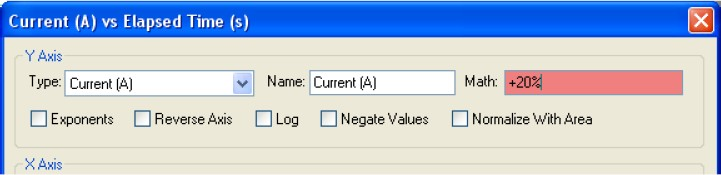 Current (A) vs Elapsed Time (s)
Y Axis
Type: Current (A) Name: Current (A) Math: +20%
Exponents Reverse Axis Log Negate Values Normalize With Area
X Axis